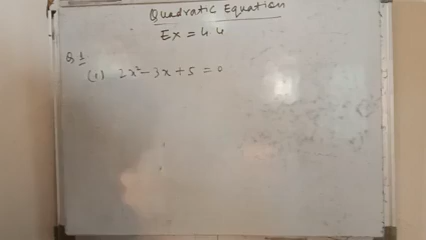 Quadratic Equation
Ex = 4.4
Q.1
(i) 2x² - 3x + 5 = 0